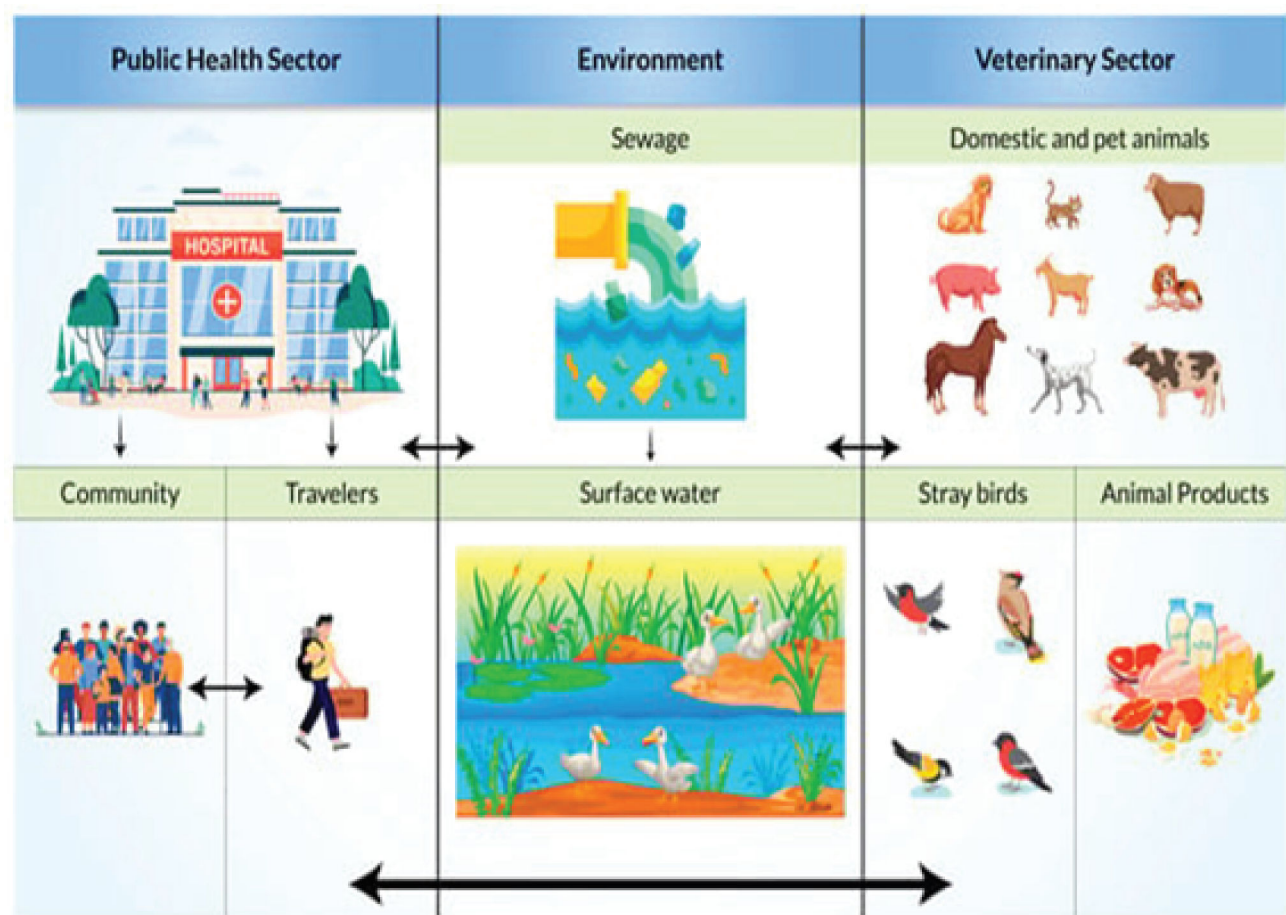 Public Health Sector
Environment
Veterinary Sector
Sewage
Domestic and pet animals
HOSPITAL
Community
Travelers
Surface water
Stray birds
Animal Products